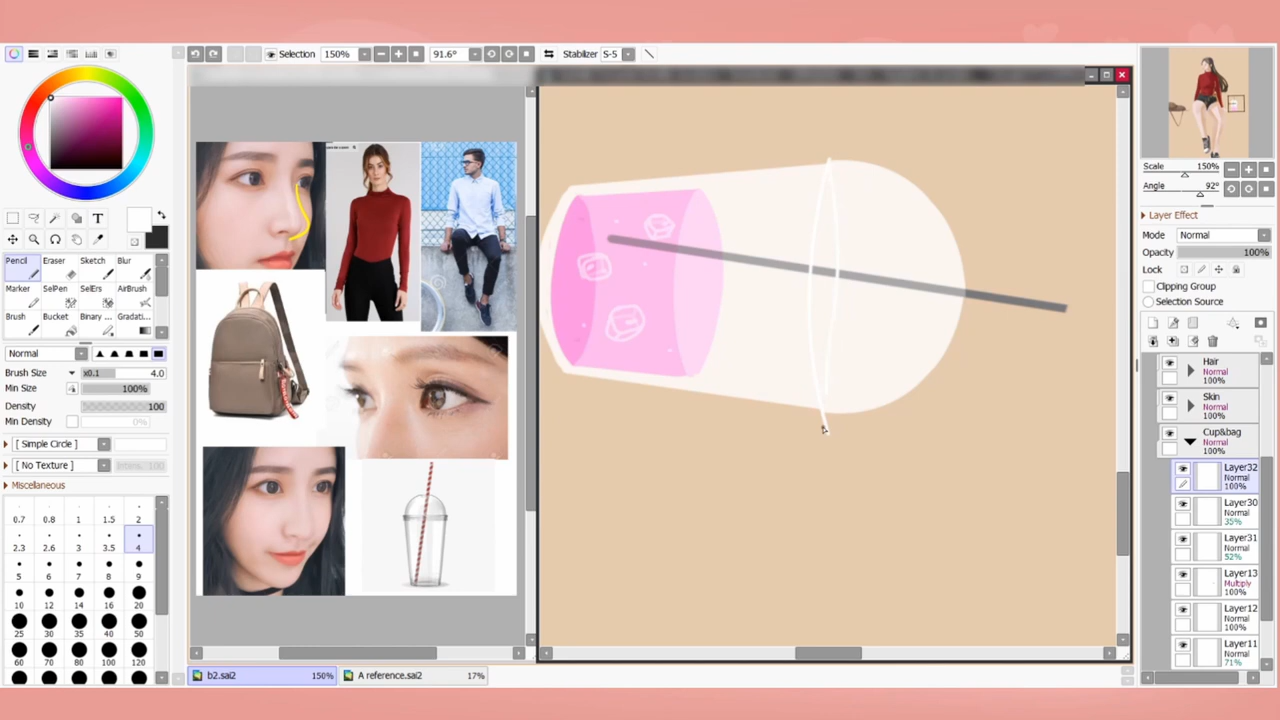 Selection 150% 91.6° Stabilizer S-5
T
Pencil Eraser Sketch Blur
Marker SelPen SelErs AirBrush
Brush Bucket Binary ... Gradati...
Normal
Brush Size x0.1 4.0
Min Size 100%
Density 100
Min Density 0%
[ Simple Circle ]
[ No Texture ]
Miscellaneous
0.7 0.8 1 1.5 2
2.3 2.6 3 3.5 4
5 6 7 8 9
10 12 14 16 20
25 30 35 40 50
60 70 80 100 120
b2.sai2 150% A reference.sai2 17%
Scale 150%
Angle 92°
Layer Effect
Mode Normal
Opacity 100%
Lock
Clipping Group
Selection Source
Hair
Normal
100%
Skin
Normal
100%
Cup&bag
Normal
100%
Layer32
Normal
100%
Layer30
Normal
35%
Layer31
Normal
52%
Layer13
Multiply
100%
Layer12
Normal
100%
Layer11
Normal
71%